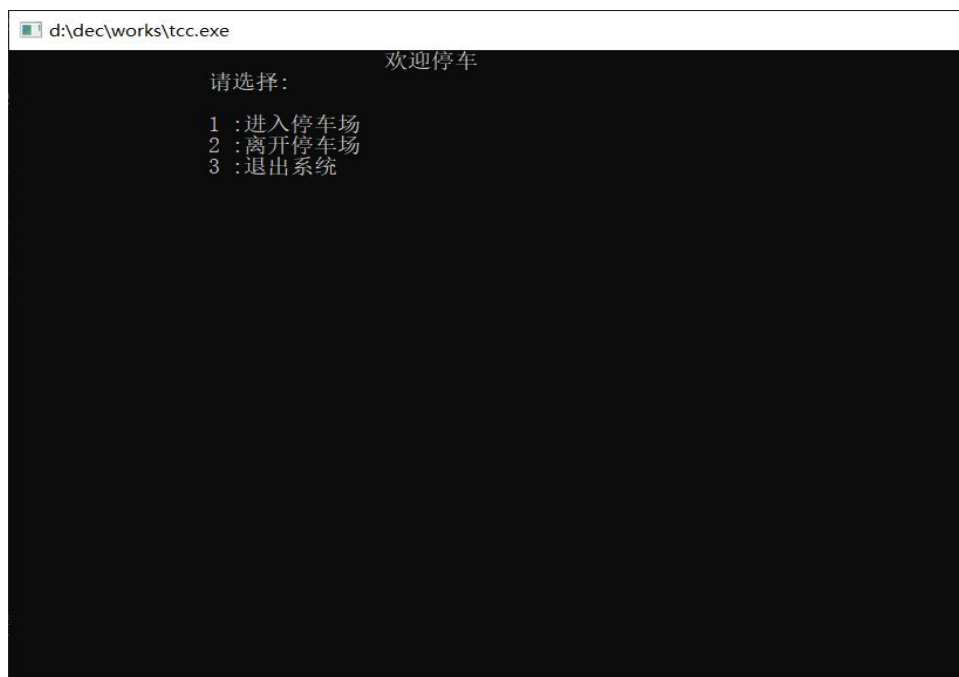 d:\dec\works\tcc.exe
欢迎停车
请选择:
1 :进入停车场
2 :离开停车场
3 :退出系统